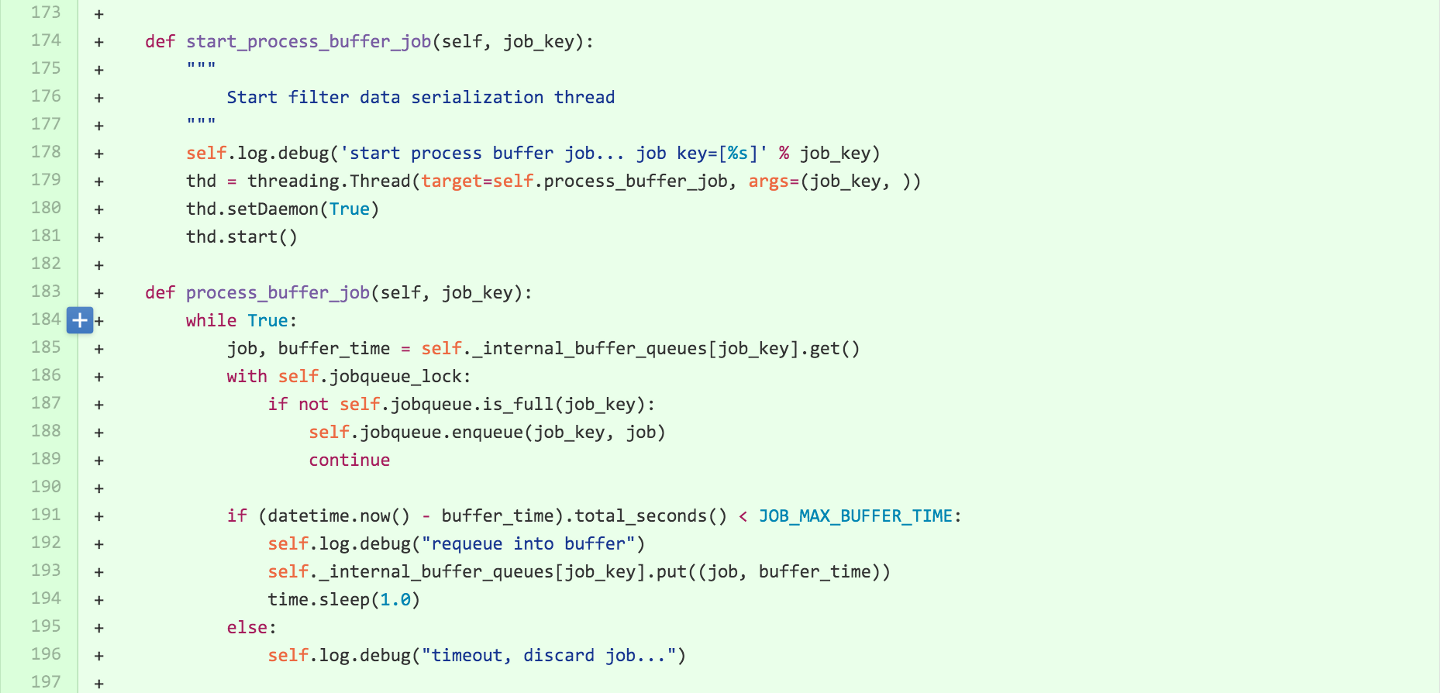 173 +
174 +     def start_process_buffer_job(self, job_key):
175 +         """
176 +             Start filter data serialization thread
177 +         """
178 +         self.log.debug('start process buffer job... job key=[%s]' % job_key)
179 +         thd = threading.Thread(target=self.process_buffer_job, args=(job_key, ))
180 +         thd.setDaemon(True)
181 +         thd.start()
182 +
183 +     def process_buffer_job(self, job_key):
184 + +         while True:
185 +             job, buffer_time = self._internal_buffer_queues[job_key].get()
186 +             with self.jobqueue_lock:
187 +                 if not self.jobqueue.is_full(job_key):
188 +                     self.jobqueue.enqueue(job_key, job)
189 +                     continue
190 +
191 +             if (datetime.now() - buffer_time).total_seconds() < JOB_MAX_BUFFER_TIME:
192 +                 self.log.debug("requeue into buffer")
193 +                 self._internal_buffer_queues[job_key].put((job, buffer_time))
194 +                 time.sleep(1.0)
195 +             else:
196 +                 self.log.debug("timeout, discard job...")
197 +